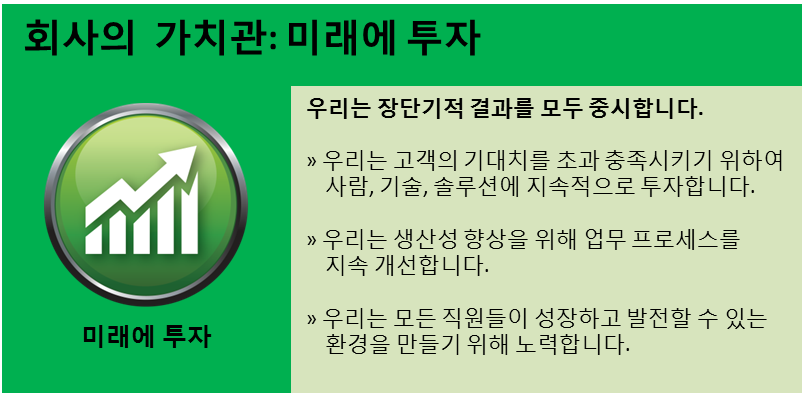 회사의 가치관: 미래에 투자
우리는 장단기적 결과를 모두 중시합니다.
» 우리는 고객의 기대치를 초과 충족시키기 위하여
사람, 기술, 솔루션에 지속적으로 투자합니다.
» 우리는 생산성 향상을 위해 업무 프로세스를
지속 개선합니다.
» 우리는 모든 직원들이 성장하고 발전할 수 있는
환경을 만들기 위해 노력합니다.
미래에 투자